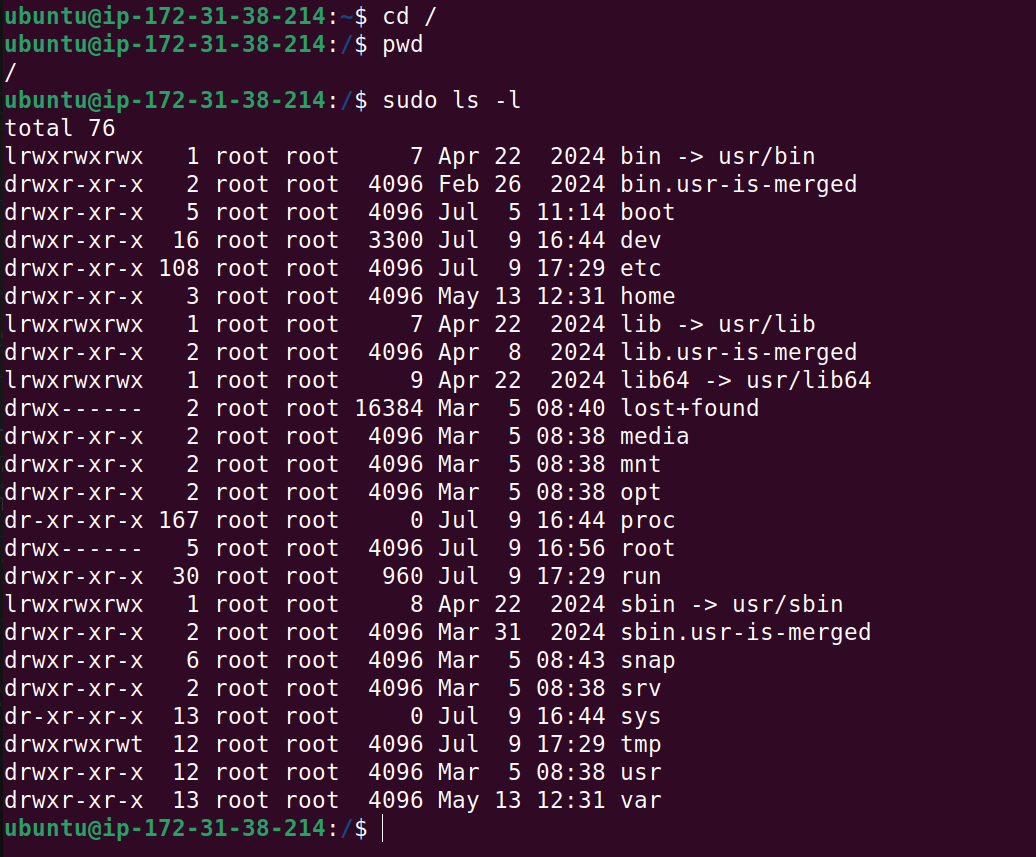 ubuntu@ip-172-31-38-214:~$ cd /
ubuntu@ip-172-31-38-214:/$ pwd
/
ubuntu@ip-172-31-38-214:/$ sudo ls -l
total 76
lrwxrwxrwx   1 root root     7 Apr 22  2024 bin -> usr/bin
drwxr-xr-x   2 root root  4096 Feb 26  2024 bin.usr-is-merged
drwxr-xr-x   5 root root  4096 Jul  5 11:14 boot
drwxr-xr-x  16 root root  3300 Jul  9 16:44 dev
drwxr-xr-x 108 root root  4096 Jul  9 17:29 etc
drwxr-xr-x   3 root root  4096 May 13 12:31 home
lrwxrwxrwx   1 root root     7 Apr 22  2024 lib -> usr/lib
drwxr-xr-x   2 root root  4096 Apr  8  2024 lib.usr-is-merged
lrwxrwxrwx   1 root root     9 Apr 22  2024 lib64 -> usr/lib64
drwx------   2 root root 16384 Mar  5 08:40 lost+found
drwxr-xr-x   2 root root  4096 Mar  5 08:38 media
drwxr-xr-x   2 root root  4096 Mar  5 08:38 mnt
drwxr-xr-x   2 root root  4096 Mar  5 08:38 opt
dr-xr-xr-x 167 root root     0 Jul  9 16:44 proc
drwx------   5 root root  4096 Jul  9 16:56 root
drwxr-xr-x  30 root root   960 Jul  9 17:29 run
lrwxrwxrwx   1 root root     8 Apr 22  2024 sbin -> usr/sbin
drwxr-xr-x   2 root root  4096 Mar 31  2024 sbin.usr-is-merged
drwxr-xr-x   6 root root  4096 Mar  5 08:43 snap
drwxr-xr-x   2 root root  4096 Mar  5 08:38 srv
dr-xr-xr-x  13 root root     0 Jul  9 16:44 sys
drwxrwxrwt  12 root root  4096 Jul  9 17:29 tmp
drwxr-xr-x  12 root root  4096 Mar  5 08:38 usr
drwxr-xr-x  13 root root  4096 May 13 12:31 var
ubuntu@ip-172-31-38-214:/$